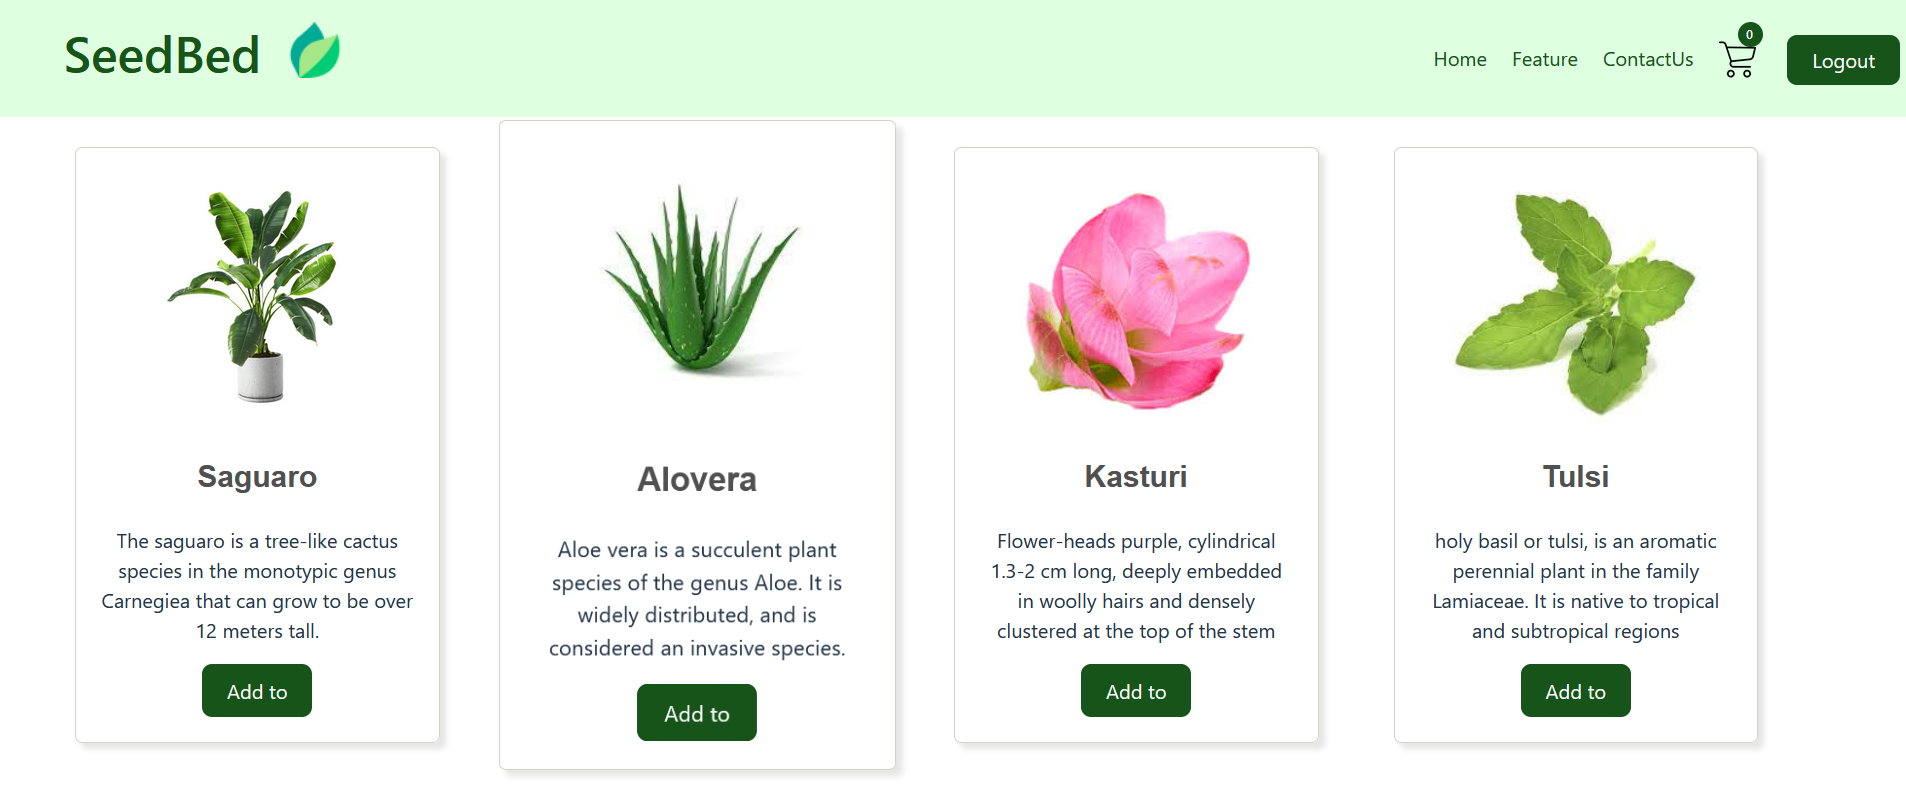 SeedBed
Home Feature ContactUs 0 Logout
Saguaro
The saguaro is a tree-like cactus
species in the monotypic genus
Carnegiea that can grow to be over
12 meters tall.
Add to
Alovera
Aloe vera is a succulent plant
species of the genus Aloe. It is
widely distributed, and is
considered an invasive species.
Add to
Kasturi
Flower-heads purple, cylindrical
1.3-2 cm long, deeply embedded
in woolly hairs and densely
clustered at the top of the stem
Add to
Tulsi
holy basil or tulsi, is an aromatic
perennial plant in the family
Lamiaceae. It is native to tropical
and subtropical regions
Add to